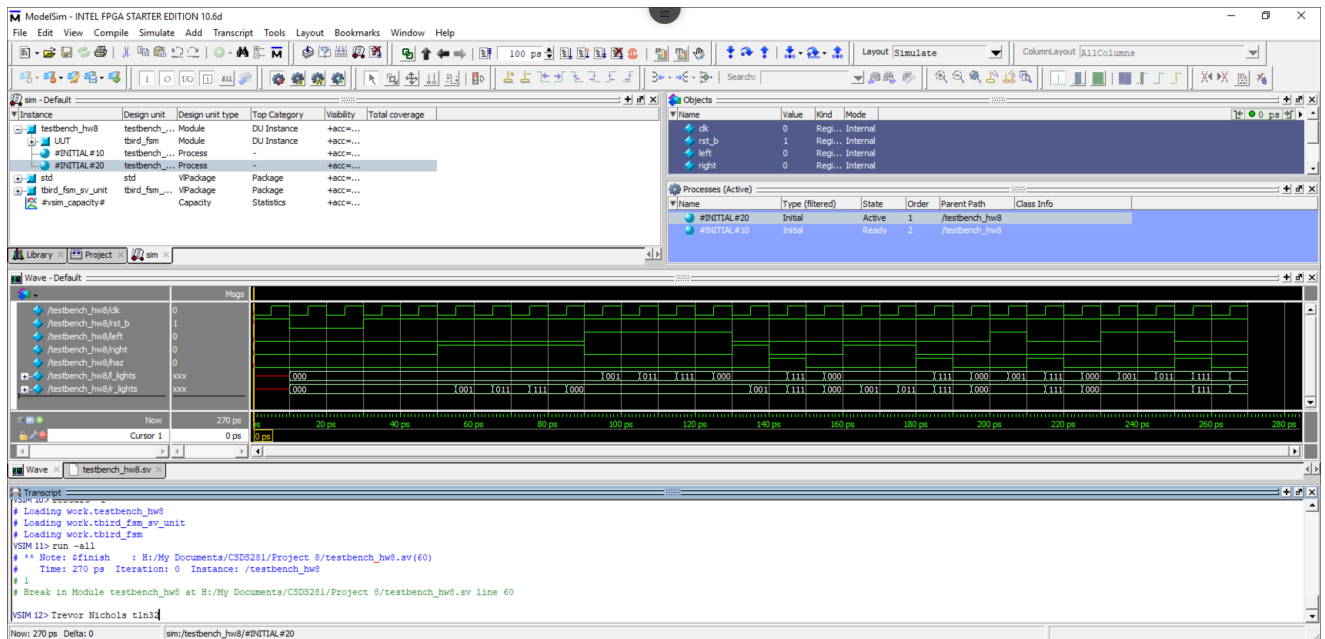 ModelSim - INTEL FPGA STARTER EDITION 10.6d
File Edit View Compile Simulate Add Transcript Tools Layout Bookmarks Window Help
100 ps
Layout Simulate
ColumnLayout AllColumns
Search:
sim - Default
Instance Design unit Design unit type Top Category Visibility Total coverage
testbench_hw8 testbench_... Module DU Instance +acc=...
UUT tbird_fsm Module DU Instance +acc=...
#INITIAL#10 testbench_... Process - +acc=...
#INITIAL#20 testbench_... Process - +acc=...
std std VlPackage Package +acc=...
tbird_fsm_sv_unit tbird_fsm_... VlPackage Package +acc=...
#vsim_capacity# Capacity Statistics +acc=...
Library Project sim
Objects
Name Value Kind Mode 0 ps
clk 0 Regi... Internal
rst_b 1 Regi... Internal
left 0 Regi... Internal
right 0 Regi... Internal
Processes (Active)
Name Type (filtered) State Order Parent Path Class Info
#INITIAL#20 Initial Active 1 /testbench_hw8
#INITIAL#10 Initial Ready 2 /testbench_hw8
Wave - Default
Msgs
/testbench_hw8/clk 0
/testbench_hw8/rst_b 1
/testbench_hw8/left 0
/testbench_hw8/right 0
/testbench_hw8/haz 0
/testbench_hw8/l_lights xxx 000 001 011 111 000 111 000 111 000 001 111 000 001 011 111
/testbench_hw8/r_lights xxx 000 001 011 111 000 001 111 000 001 011 111 000 111 000 111
Now 270 ps ps 20 ps 40 ps 60 ps 80 ps 100 ps 120 ps 140 ps 160 ps 180 ps 200 ps 220 ps 240 ps 260 ps 280 ps
Cursor 1 0 ps 0 ps
Wave testbench_hw8.sv
Transcript
# Loading work.testbench_hw8
# Loading work.tbird_fsm_sv_unit
# Loading work.tbird_fsm
VSIM 11> run -all
# ** Note: $finish : H:/My Documents/CSDS281/Project 8/testbench_hw8.sv(60)
# Time: 270 ps Iteration: 0 Instance: /testbench_hw8
# 1
# Break in Module testbench_hw8 at H:/My Documents/CSDS281/Project 8/testbench_hw8.sv line 60
VSIM 12> Trevor Nichols tln32
Now: 270 ps Delta: 0 sim:/testbench_hw8/#INITIAL#20